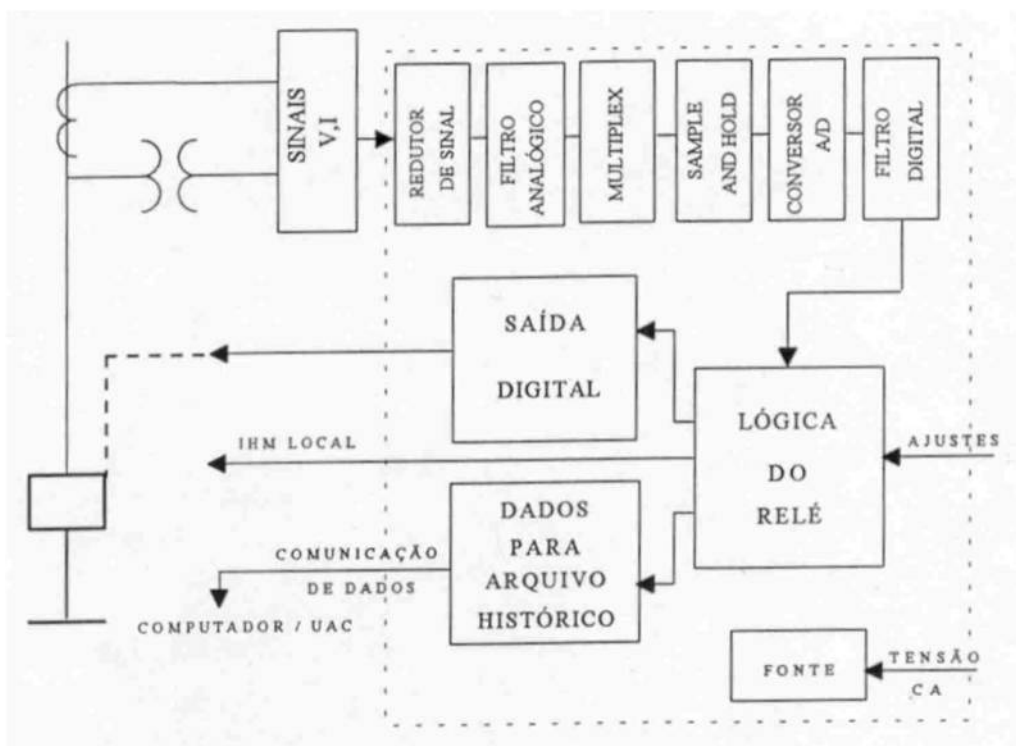 SINAIS
V,I
REDUTOR
DE SINAL
FILTRO
ANALÓGICO
MULTIPLEX
SAMPLE
AND HOLD
CONVERSOR
A/D
FILTRO
DIGITAL
SAÍDA
DIGITAL
LÓGICA
DO
RELÉ
AJUSTES
IHM LOCAL
DADOS
PARA
ARQUIVO
HISTÓRICO
COMUNICAÇÃO
DE DADOS
COMPUTADOR / UAC
FONTE
TENSÃO
CA